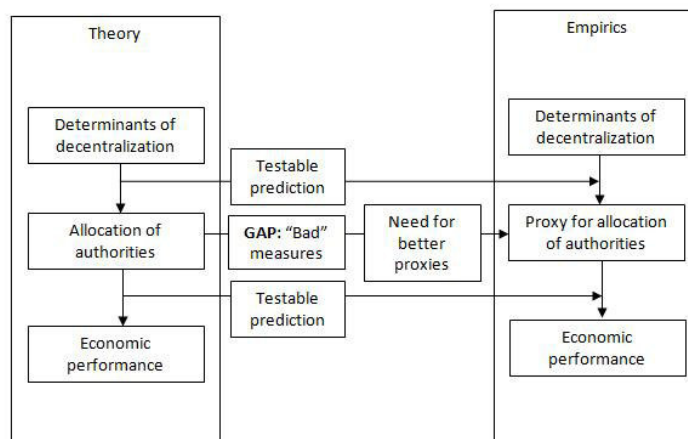 Theory
Empirics
Determinants of
decentralization
Determinants of
decentralization
Testable
prediction
Allocation of
authorities
GAP: “Bad”
measures
Need for
better
proxies
Proxy for allocation
of authorities
Testable
prediction
Economic
performance
Economic
performance